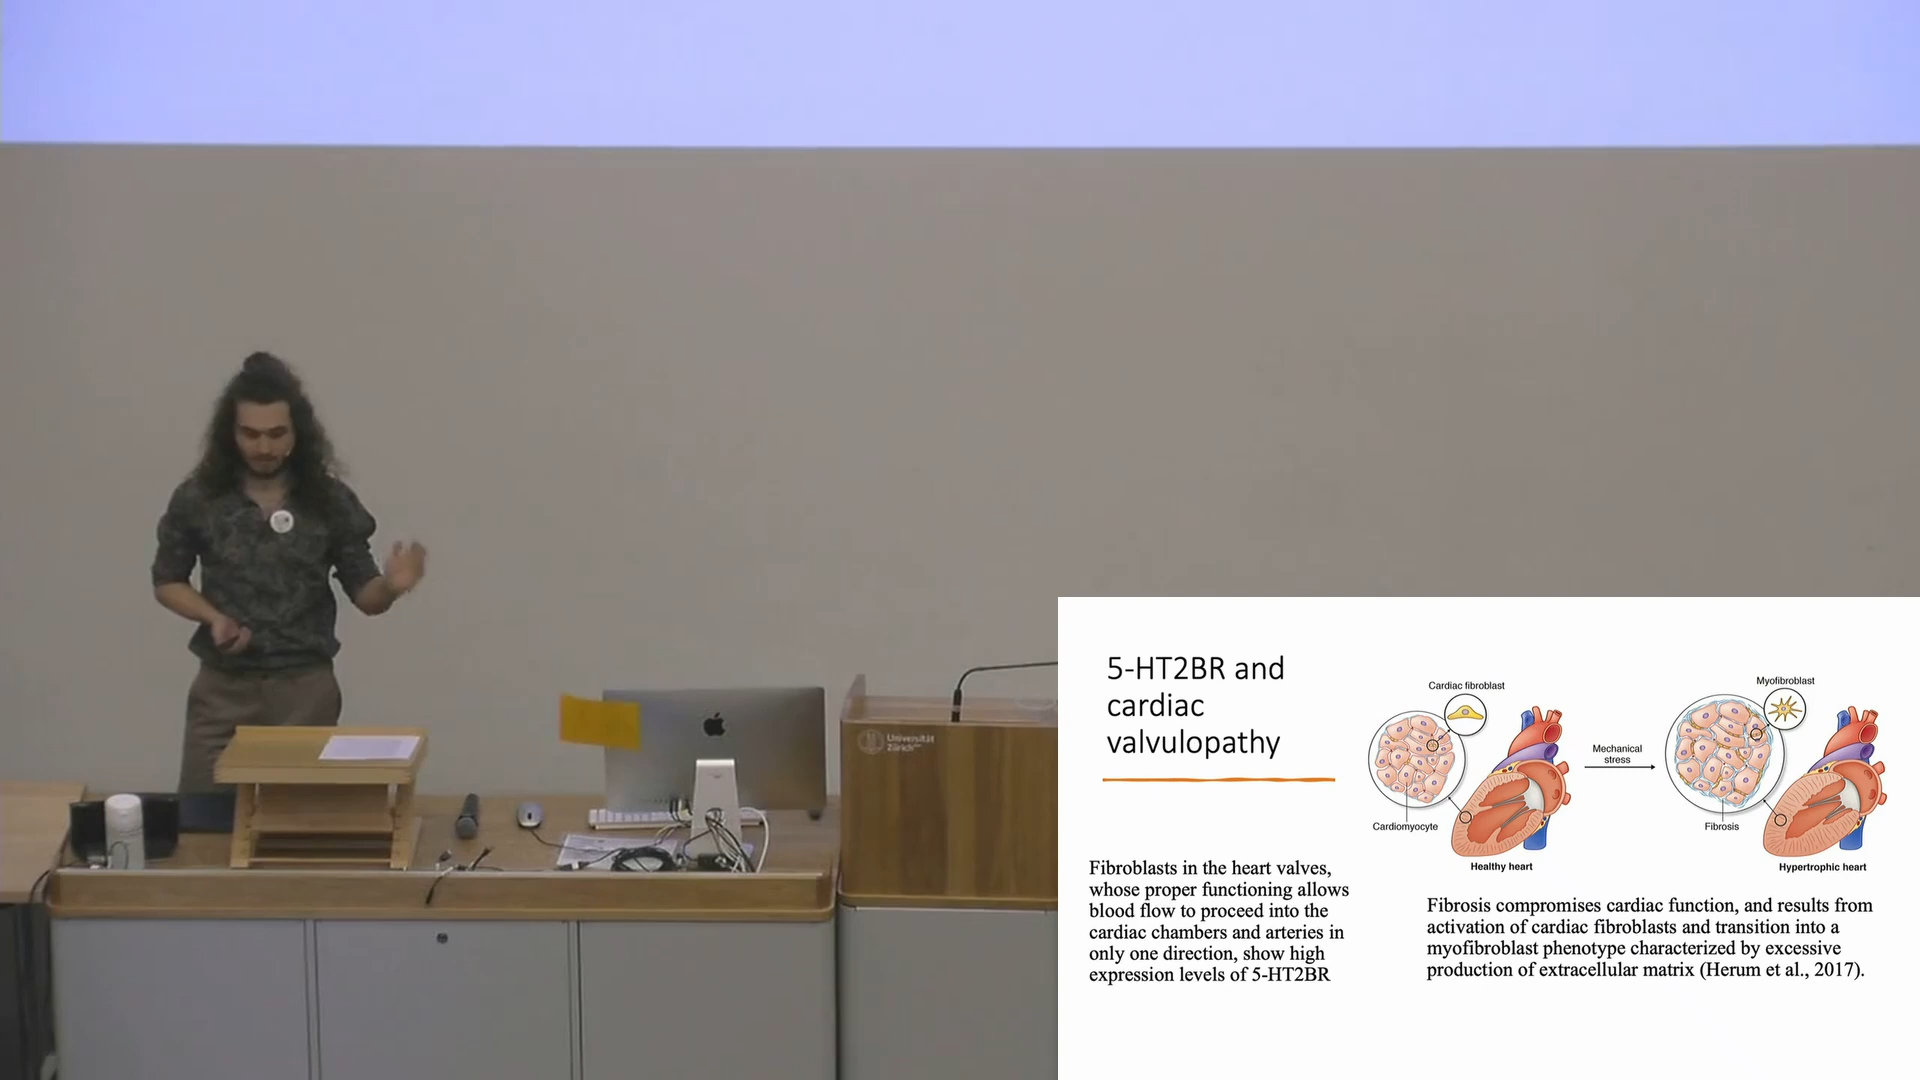 Universität
Zürich
5-HT2BR and
cardiac
valvulopathy
Fibroblasts in the heart valves,
whose proper functioning allows
blood flow to proceed into the
cardiac chambers and arteries in
only one direction, show high
expression levels of 5-HT2BR
Cardiac fibroblast
Cardiomyocyte
Healthy heart
Mechanical
stress
Myofibroblast
Fibrosis
Hypertrophic heart
Fibrosis compromises cardiac function, and results from
activation of cardiac fibroblasts and transition into a
myofibroblast phenotype characterized by excessive
production of extracellular matrix (Herum et al., 2017).